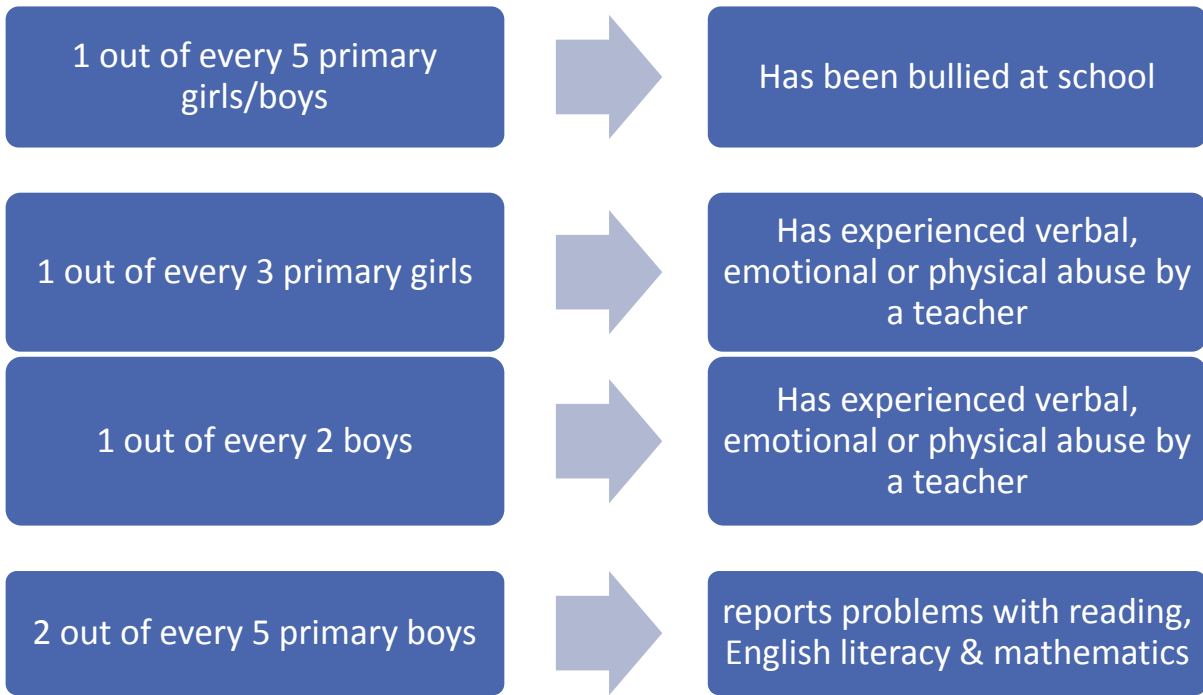 1 out of every 5 primary
girls/boys
Has been bullied at school
1 out of every 3 primary girls
Has experienced verbal,
emotional or physical abuse by
a teacher
1 out of every 2 boys
Has experienced verbal,
emotional or physical abuse by
a teacher
2 out of every 5 primary boys
reports problems with reading,
English literacy & mathematics